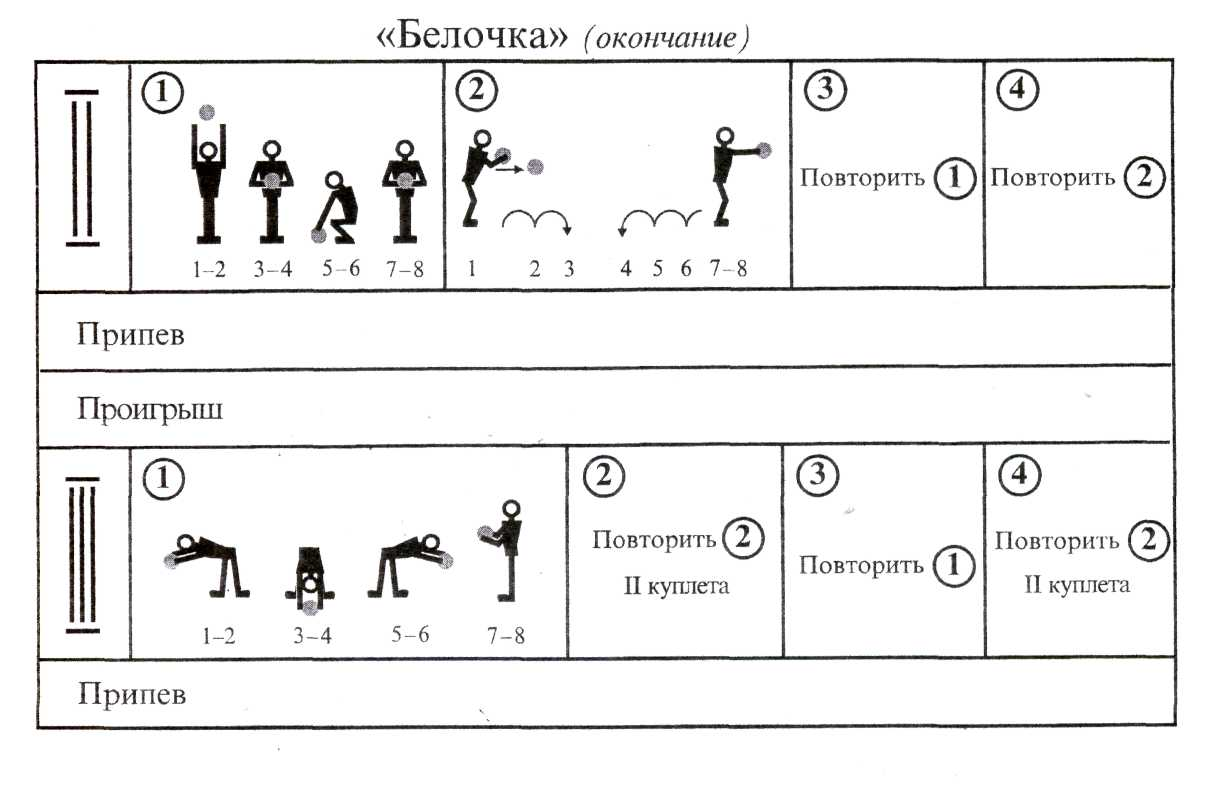 «Белочка» (окончание)
II
1
1–2 3–4 5–6 7–8
2
1 2 3 4 5 6 7–8
3
Повторить 1
4
Повторить 2
Припев
Проигрыш
III
1
1–2 3–4 5–6 7–8
2
Повторить 2
II куплета
3
Повторить 1
4
Повторить 2
II куплета
Припев